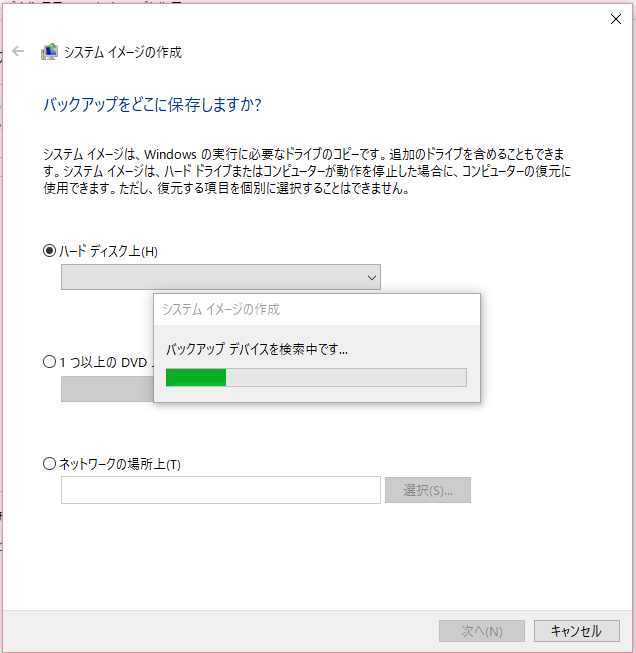 システム イメージの作成
バックアップをどこに保存しますか?
システム イメージは、Windows の実行に必要なドライブのコピーです。追加のドライブを含めることもできま
す。システム イメージは、ハード ドライブまたはコンピューターが動作を停止した場合に、コンピューターの復元に
使用できます。ただし、復元する項目を個別に選択することはできません。
ハード ディスク上(H)
システム イメージの作成
バックアップ デバイスを検索中です...
1 つ以上の DVD
ネットワークの場所上(T)
選択(S)...
次へ(N)
キャンセル